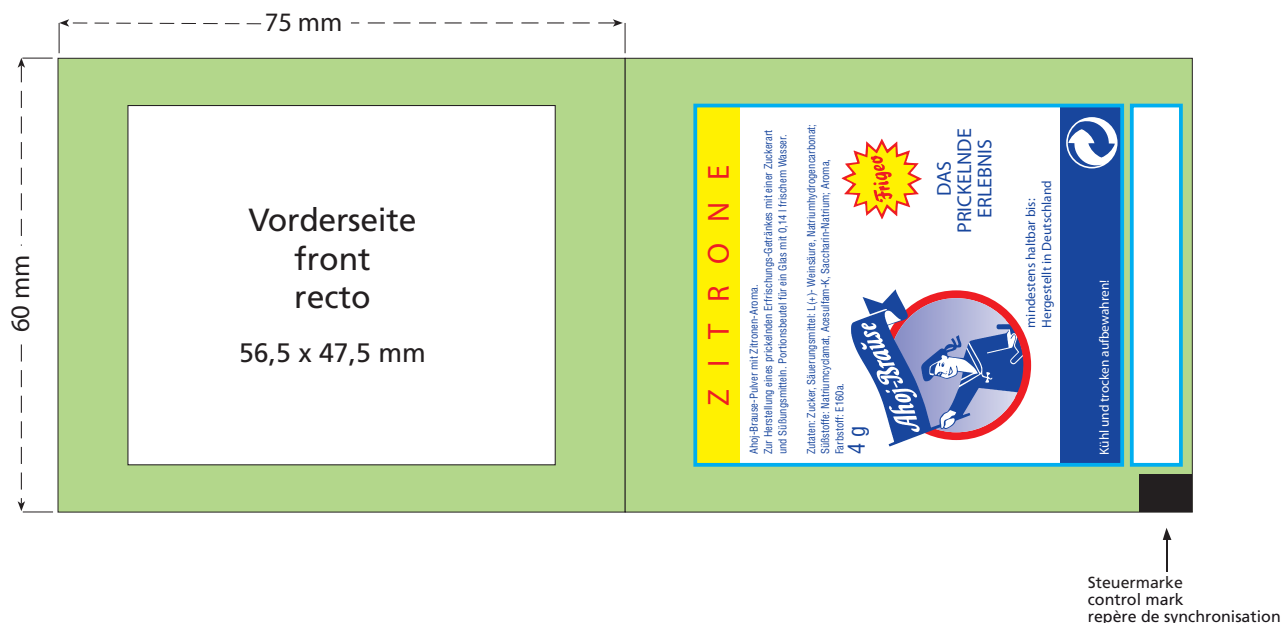 75 mm
60 mm
Vorderseite
front
recto
56,5 x 47,5 mm
ZITRONE
Ahoj-Brause-Pulver mit Zitronen-Aroma.
Zur Herstellung eines prickelnden Erfrischungs-Getränkes mit einer Zuckerart
und Süßungsmitteln. Portionsbeutel für ein Glas mit 0,14 l frischem Wasser.
Zutaten: Zucker, Säuerungsmittel: L(+)- Weinsäure, Natriumhydrogencarbonat;
Süßstoffe: Natriumcyclamat, Acesulfam-K, Saccharin-Natrium; Aroma,
Farbstoff: E160a.
4 g
Ahoj-Brause
Frigeo
DAS
PRICKELNDE
ERLEBNIS
mindestens haltbar bis:
Hergestellt in Deutschland
Kühl und trocken aufbewahren!
Steuermarke
control mark
repère de synchronisation